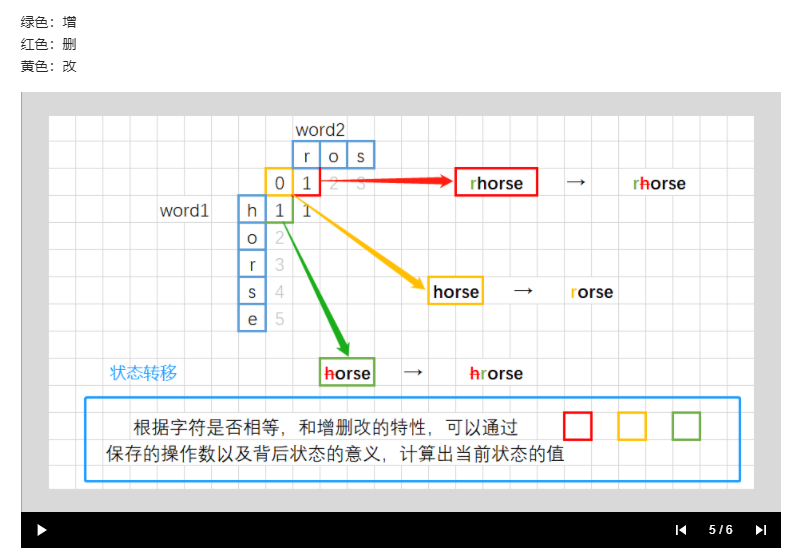 绿色：增
红色：删
黄色：改
word2
r o s
0 1 2 3
rhorse → rhorse
word1
h 1 1
o 2
r 3
horse → rorse
s 4
e 5
状态转移
horse → hrorse
根据字符是否相等，和增删改的特性，可以通过
保存的操作数以及背后状态的意义，计算出当前状态的值
5 / 6